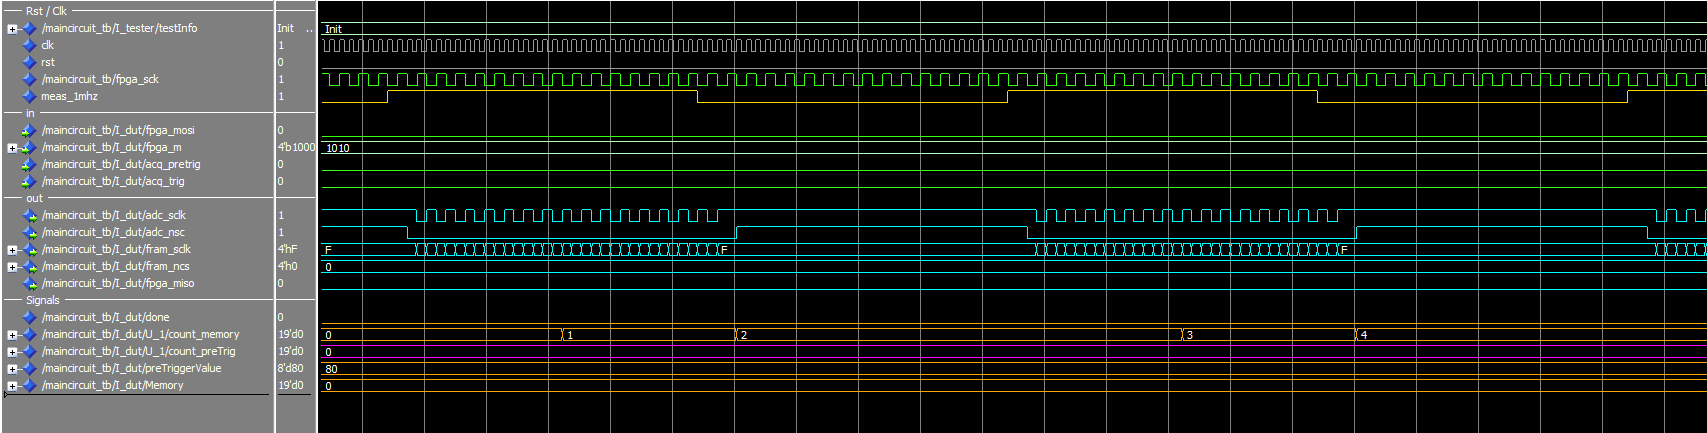 Rst / Clk
/maincircuit_tb/I_tester/testInfo Init .. Init
clk 1
rst 0
/maincircuit_tb/fpga_sck 1
meas_1mhz 1
in
/maincircuit_tb/I_dut/fpga_mosi 0
/maincircuit_tb/I_dut/fpga_m 4'b1000 1010
/maincircuit_tb/I_dut/acq_pretrig 0
/maincircuit_tb/I_dut/acq_trig 0
out
/maincircuit_tb/I_dut/adc_sclk 1
/maincircuit_tb/I_dut/adc_nsc 1
/maincircuit_tb/I_dut/fram_sclk 4'hF F F F
/maincircuit_tb/I_dut/fram_ncs 4'h0 0
/maincircuit_tb/I_dut/fpga_miso 0
Signals
/maincircuit_tb/I_dut/done 0
/maincircuit_tb/I_dut/U_1/count_memory 19'd0 0 1 2 3 4
/maincircuit_tb/I_dut/U_1/count_preTrig 19'd0 0
/maincircuit_tb/I_dut/preTriggerValue 8'd80 80
/maincircuit_tb/I_dut/Memory 19'd0 0